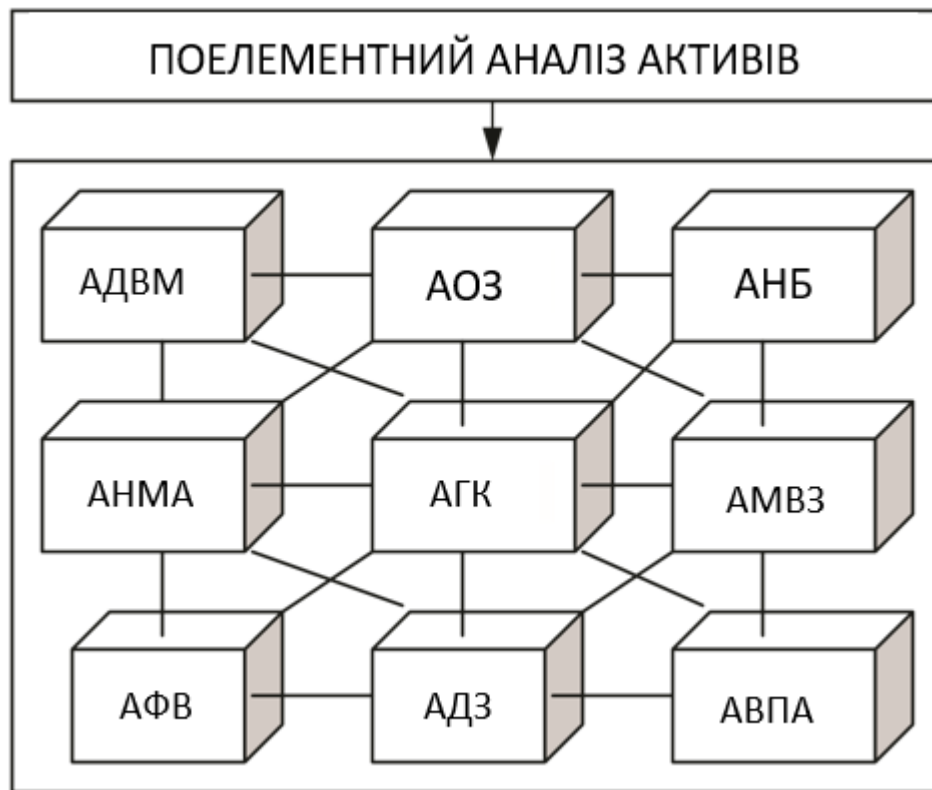 ПОЕЛЕМЕНТНИЙ АНАЛІЗ АКТИВІВ
АДВМ
АОЗ
АНБ
АНМА
АГК
АМВЗ
АФВ
АДЗ
АВПА